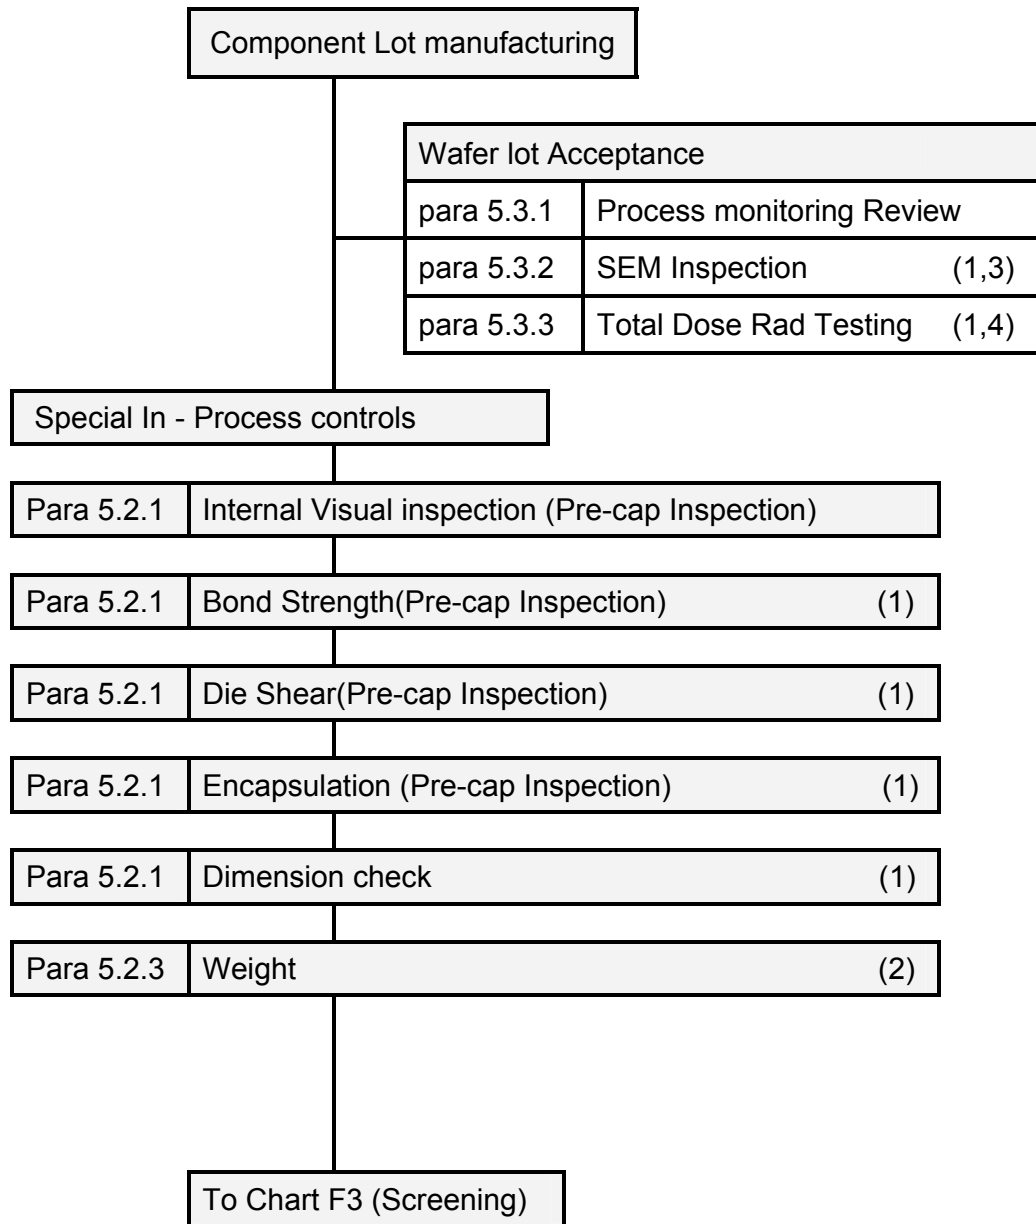 Component Lot manufacturing
Wafer lot Acceptance
para 5.3.1 Process monitoring Review
para 5.3.2 SEM Inspection (1,3)
para 5.3.3 Total Dose Rad Testing (1,4)
Special In - Process controls
Para 5.2.1 Internal Visual inspection (Pre-cap Inspection)
Para 5.2.1 Bond Strength(Pre-cap Inspection) (1)
Para 5.2.1 Die Shear(Pre-cap Inspection) (1)
Para 5.2.1 Encapsulation (Pre-cap Inspection) (1)
Para 5.2.1 Dimension check (1)
Para 5.2.3 Weight (2)
To Chart F3 (Screening)